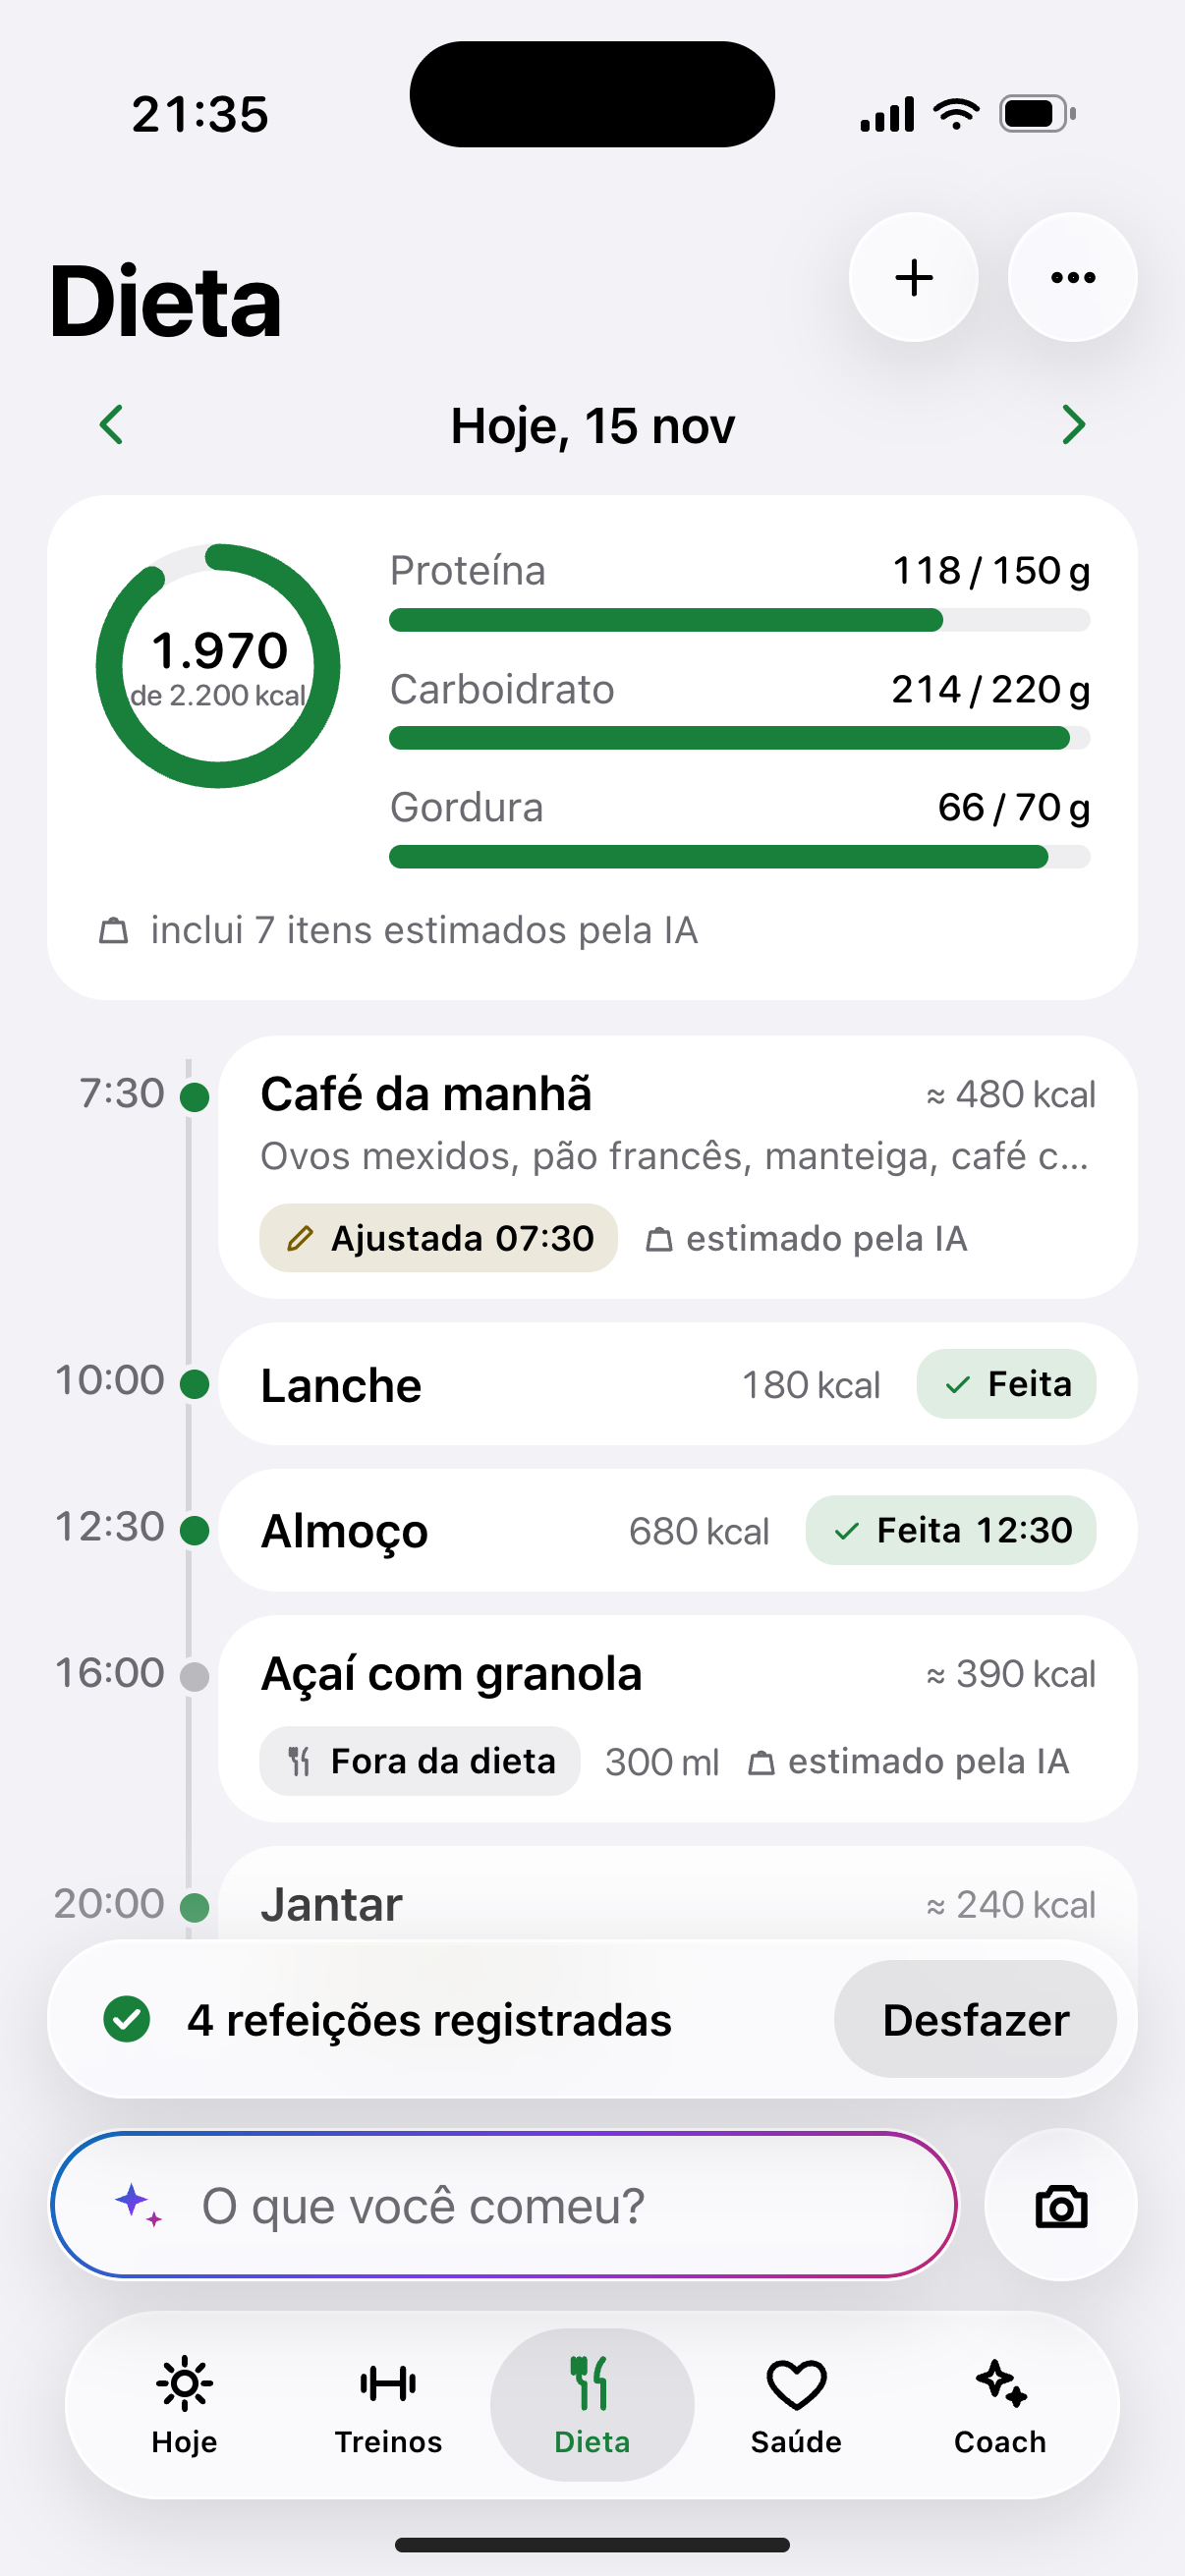 21:35
Dieta
Hoje, 15 nov
1.970
de 2.200 kcal
Proteína 118 / 150 g
Carboidrato 214 / 220 g
Gordura 66 / 70 g
inclui 7 itens estimados pela IA
7:30 Café da manhã ≈ 480 kcal
Ovos mexidos, pão francês, manteiga, café c...
Ajustada 07:30 estimado pela IA
10:00 Lanche 180 kcal Feita
12:30 Almoço 680 kcal Feita 12:30
16:00 Açaí com granola ≈ 390 kcal
Fora da dieta 300 ml estimado pela IA
20:00 Jantar ≈ 240 kcal
4 refeições registradas Desfazer
O que você comeu?
Hoje Treinos Dieta Saúde Coach